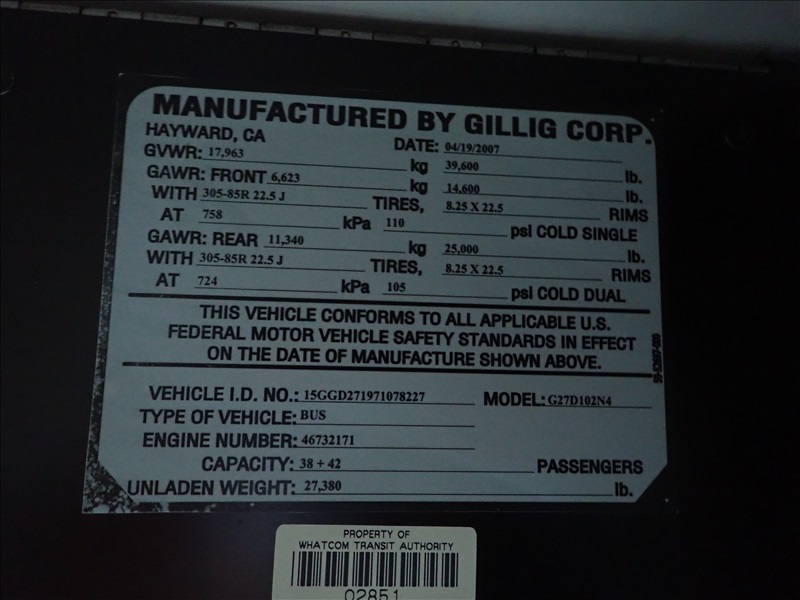 MANUFACTURED BY GILLIG CORP.
HAYWARD, CA DATE: 04/19/2007
GVWR: 17,963 kg 39,600 lb.
GAWR: FRONT 6,623 kg 14,600 lb.
WITH 305-85R 22.5 J TIRES, 8.25 X 22.5 RIMS
AT 758 kPa 110 psi COLD SINGLE
GAWR: REAR 11,340 kg 25,000 lb.
WITH 305-85R 22.5 J TIRES, 8.25 X 22.5 RIMS
AT 724 kPa 105 psi COLD DUAL
THIS VEHICLE CONFORMS TO ALL APPLICABLE U.S.
FEDERAL MOTOR VEHICLE SAFETY STANDARDS IN EFFECT
ON THE DATE OF MANUFACTURE SHOWN ABOVE.
VEHICLE I.D. NO.: 15GGD271971078227 MODEL: G27D102N4
TYPE OF VEHICLE: BUS
ENGINE NUMBER: 46732171
CAPACITY: 38 + 42 PASSENGERS
UNLADEN WEIGHT: 27,380 lb.
PROPERTY OF
WHATCOM TRANSIT AUTHORITY
02851